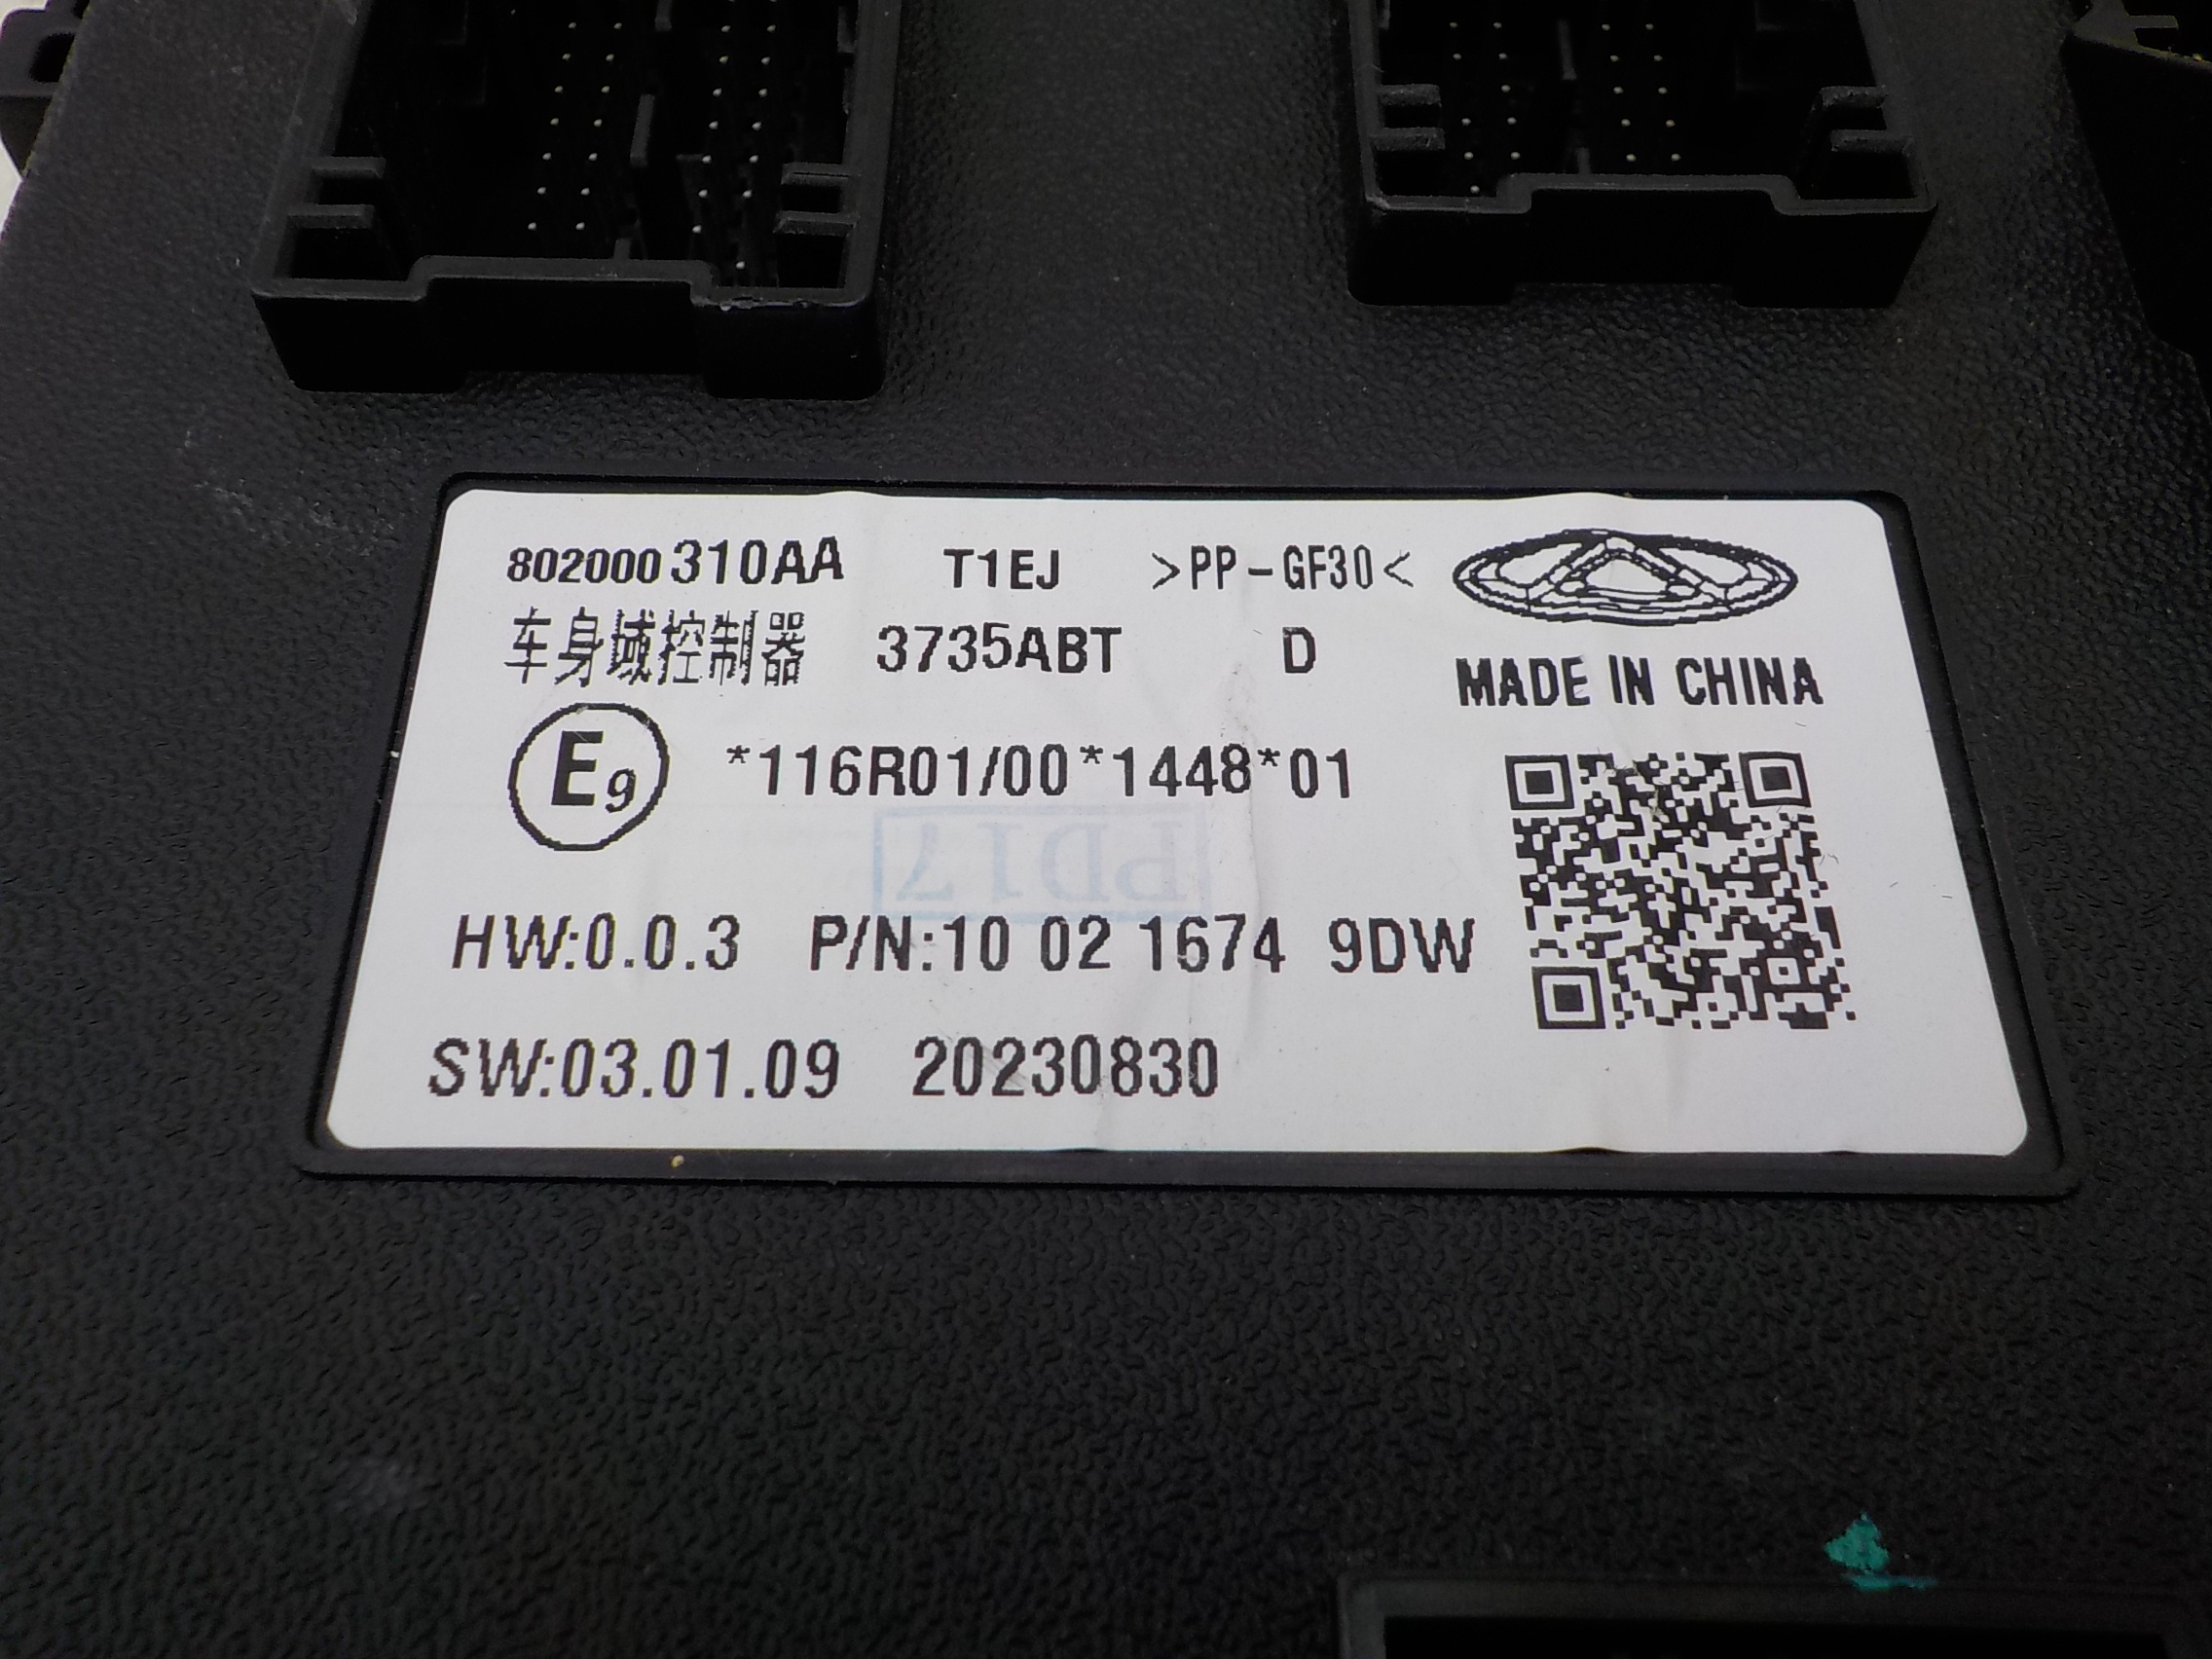 802000310AA T1EJ >PP-GF30<
车身域控制器 3735ABT D
MADE IN CHINA
E9 *116R01/00*1448*01
PD17
HW:0.0.3 P/N:10 02 1674 9DW
SW:03.01.09 20230830